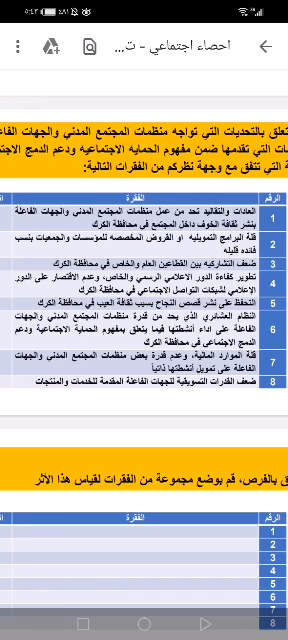 ٥:٤٣ ٪٨١
احصاء اجتماعي - ت...
تعلق بالتحديات التي تواجه منظمات المجتمع المدني والجهات
التي تقدمها ضمن مفهوم الحمايه الاجتماعيه ودعم الدمج
التي تتفق مع وجهة نظركم من الفقرات التالية:
الرقم الفقرة
1 العادات والتقاليد تحد من عمل منظمات المجتمع المدني والجهات الفاعلة
بنشر ثقافة الخوف داخل المجتمع في محافظة الكرك
2 قلة البرامج التمويليه او القروض المخصصه للمؤسسات والجمعيات بنسب
فائده قليله
3 ضعف التشاركيه بين القطاعين العام والخاص في محافظة الكرك
4 تطوير كفاءة الدور الاعلامي الرسمي والخاص، وعدم الاقتصار على الدور
الإعلامي لشبكات التواصل الاجتماعي في محافظة الكرك
5 التحفظ على نشر قصص النجاح بسبب ثقافة العيب في محافظة الكرك
6 النظام العشائري الذي يحد من قدرة منظمات المجتمع المدني والجهات
الفاعلة على اداء أنشطتها فيما يتعلق بمفهوم الحماية الاجتماعية ودعم
الدمج الاجتماعي في محافظة الكرك
7 قلة الموارد المالية، وعدم قدرة بعض منظمات المجتمع المدني والجهات
الفاعلة على تمويل أنشطتها ذاتياً
8 ضعف القدرات التسويقية للجهات الفاعلة المقدمة للخدمات والمنتجات
بالفرص، قم بوضع مجموعة من الفقرات لقياس هذا الأثر
الرقم الفقرة
1
2
3
4
5
6
7
8